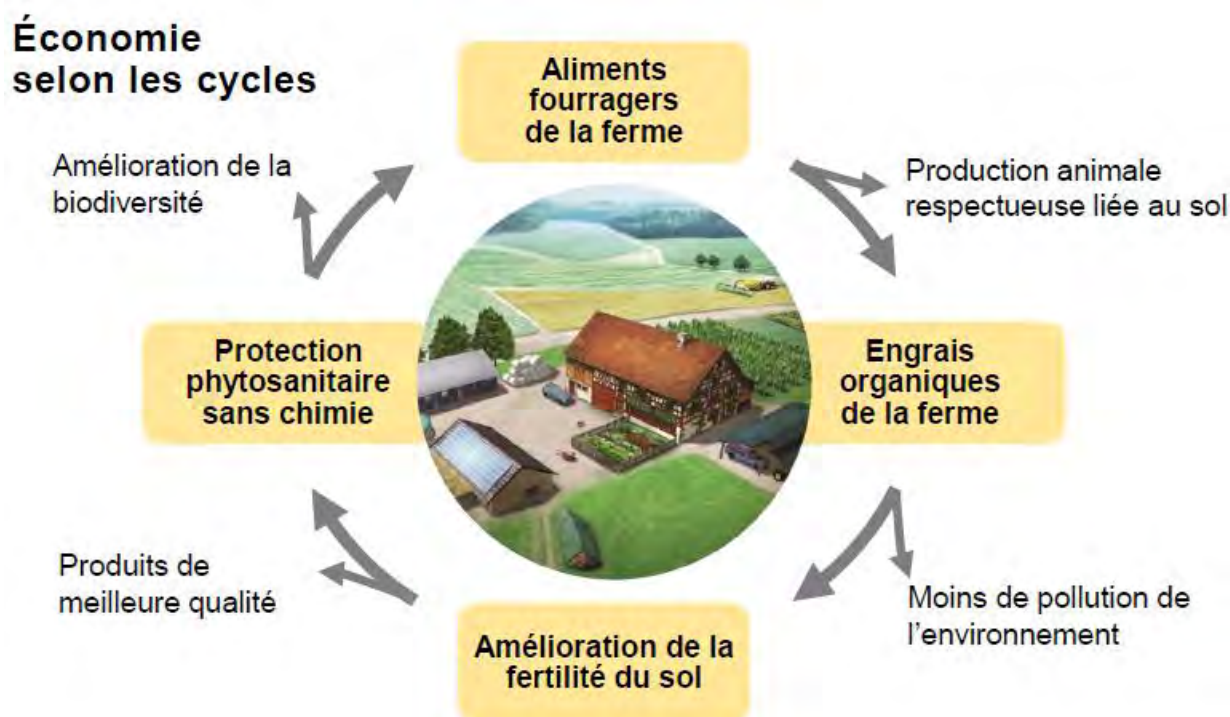 Économie
selon les cycles
Aliments
fourragers
de la ferme
Amélioration de la
biodiversité
Production animale
respectueuse liée au sol
Protection
phytosanitaire
sans chimie
Engrais
organiques
de la ferme
Produits de
meilleure qualité
Moins de pollution de
l'environnement
Amélioration de la
fertilité du sol